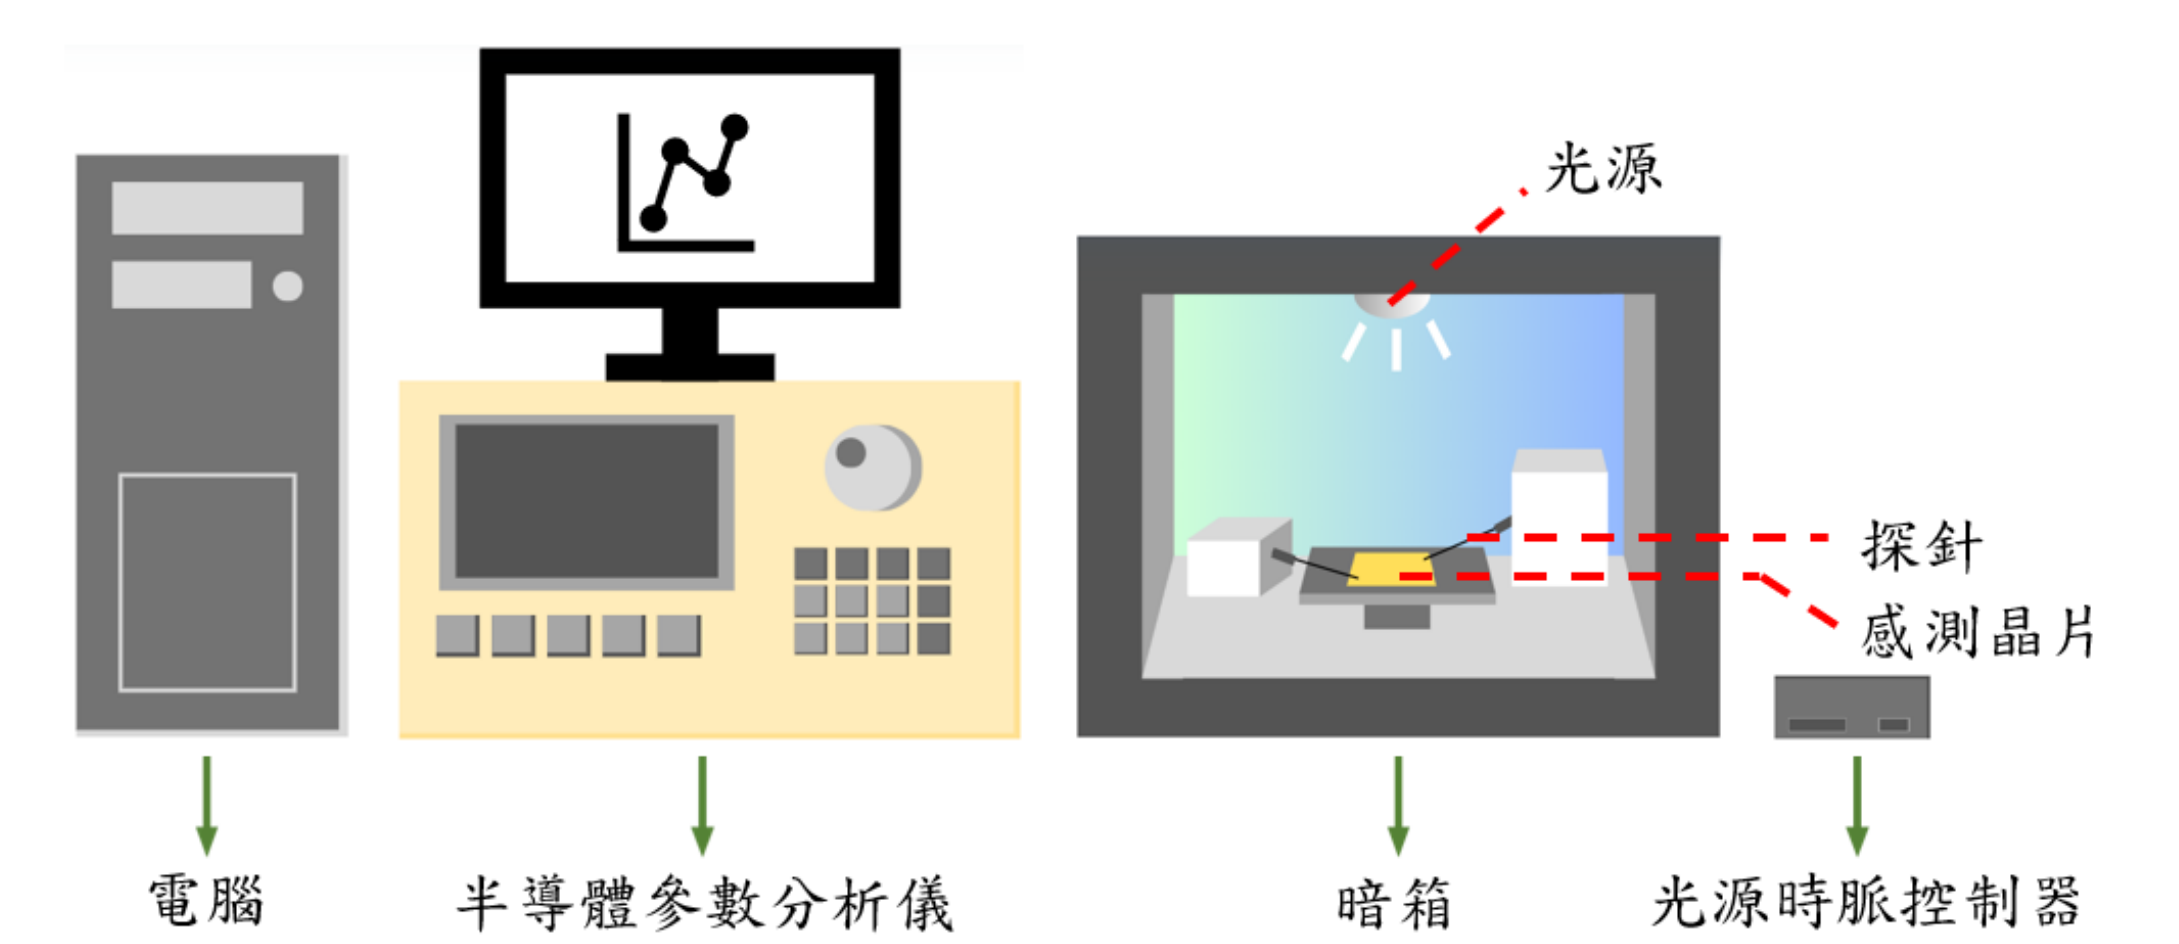 光源
探針
感測晶片
電腦
半導體參數分析儀
暗箱
光源時脈控制器